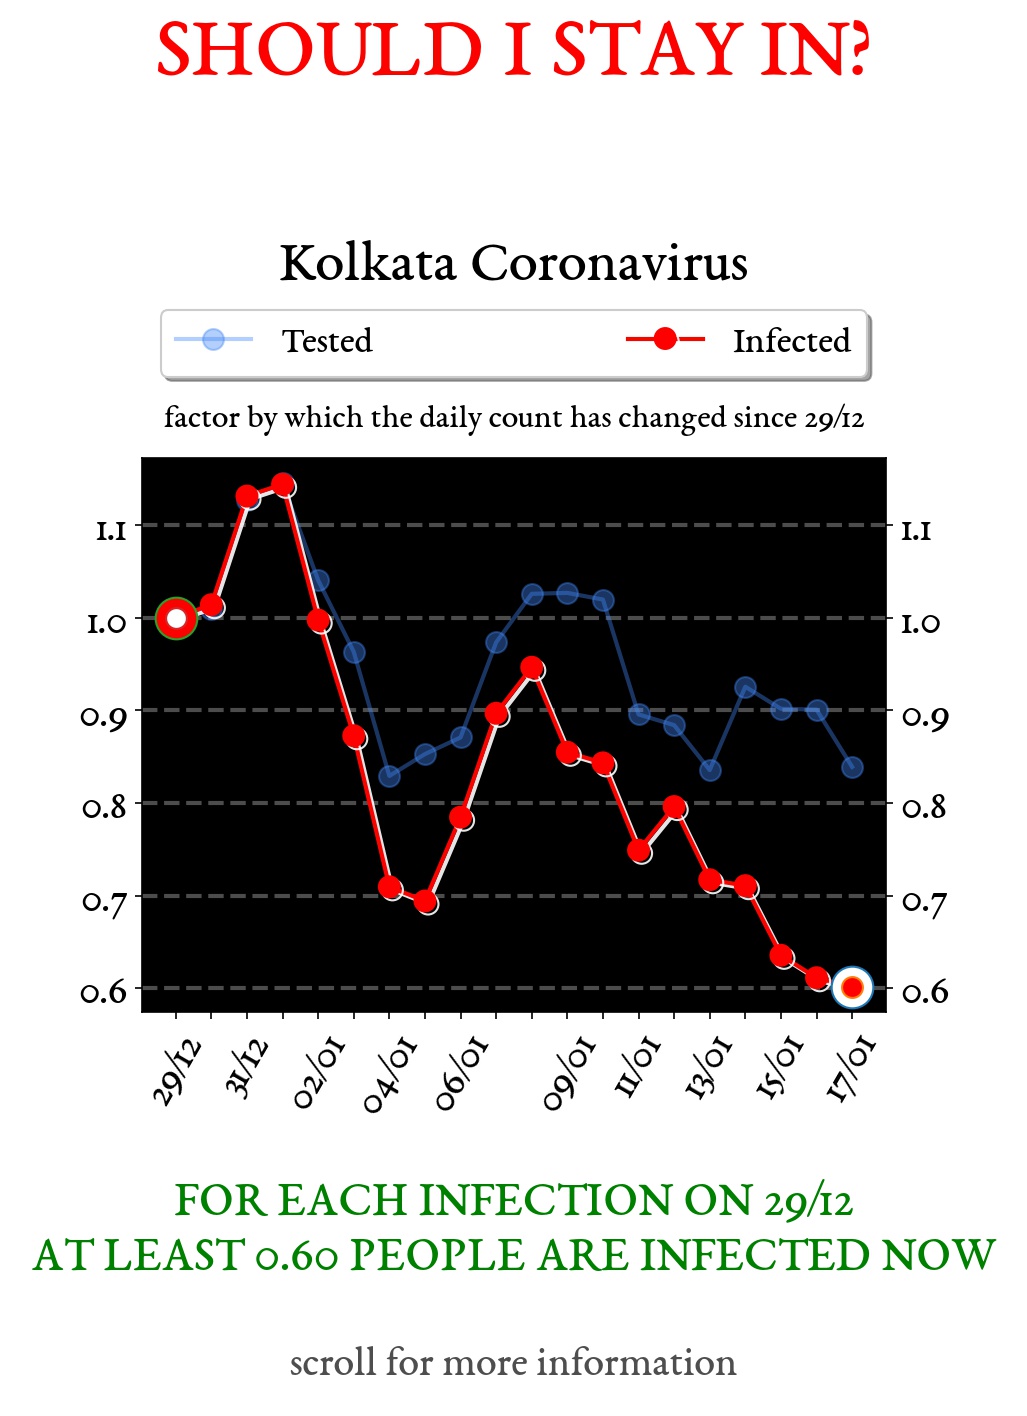 SHOULD I STAY IN?
Kolkata Coronavirus
Tested Infected
factor by which the daily count has changed since 29/12
1.1 1.1
1.0 1.0
0.9 0.9
0.8 0.8
0.7 0.7
0.6 0.6
29/12 31/12 02/01 04/01 06/01 09/01 11/01 13/01 15/01 17/01
FOR EACH INFECTION ON 29/12
AT LEAST 0.60 PEOPLE ARE INFECTED NOW
scroll for more information